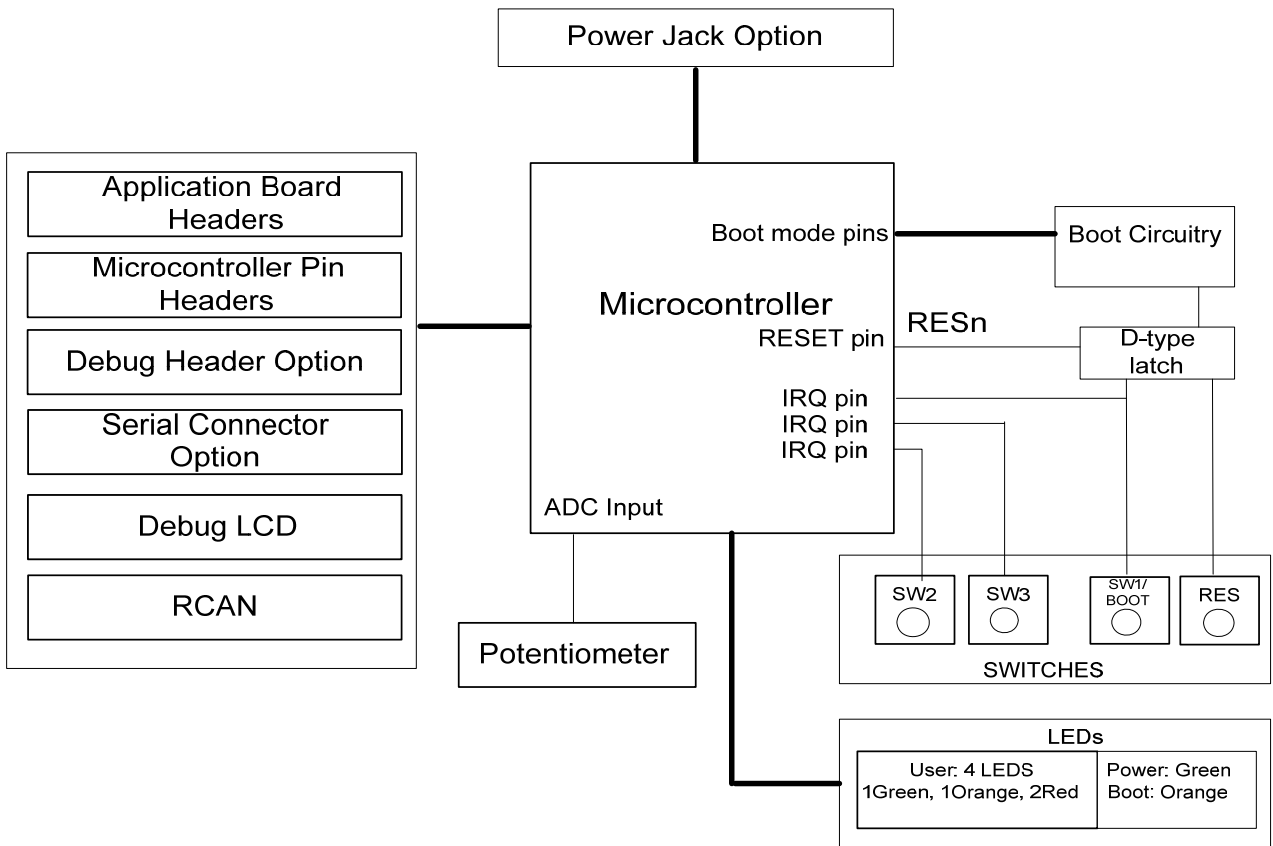 Power Jack Option
Application Board
Headers
Microcontroller Pin
Headers
Debug Header Option
Serial Connector
Option
Debug LCD
RCAN
Boot mode pins
Microcontroller
RESET pin
IRQ pin
IRQ pin
IRQ pin
ADC Input
RESn
Boot Circuitry
D-type
latch
Potentiometer
SW2
SW3
SW1/
BOOT
RES
SWITCHES
LEDs
User: 4 LEDS
1Green, 1Orange, 2Red
Power: Green
Boot: Orange